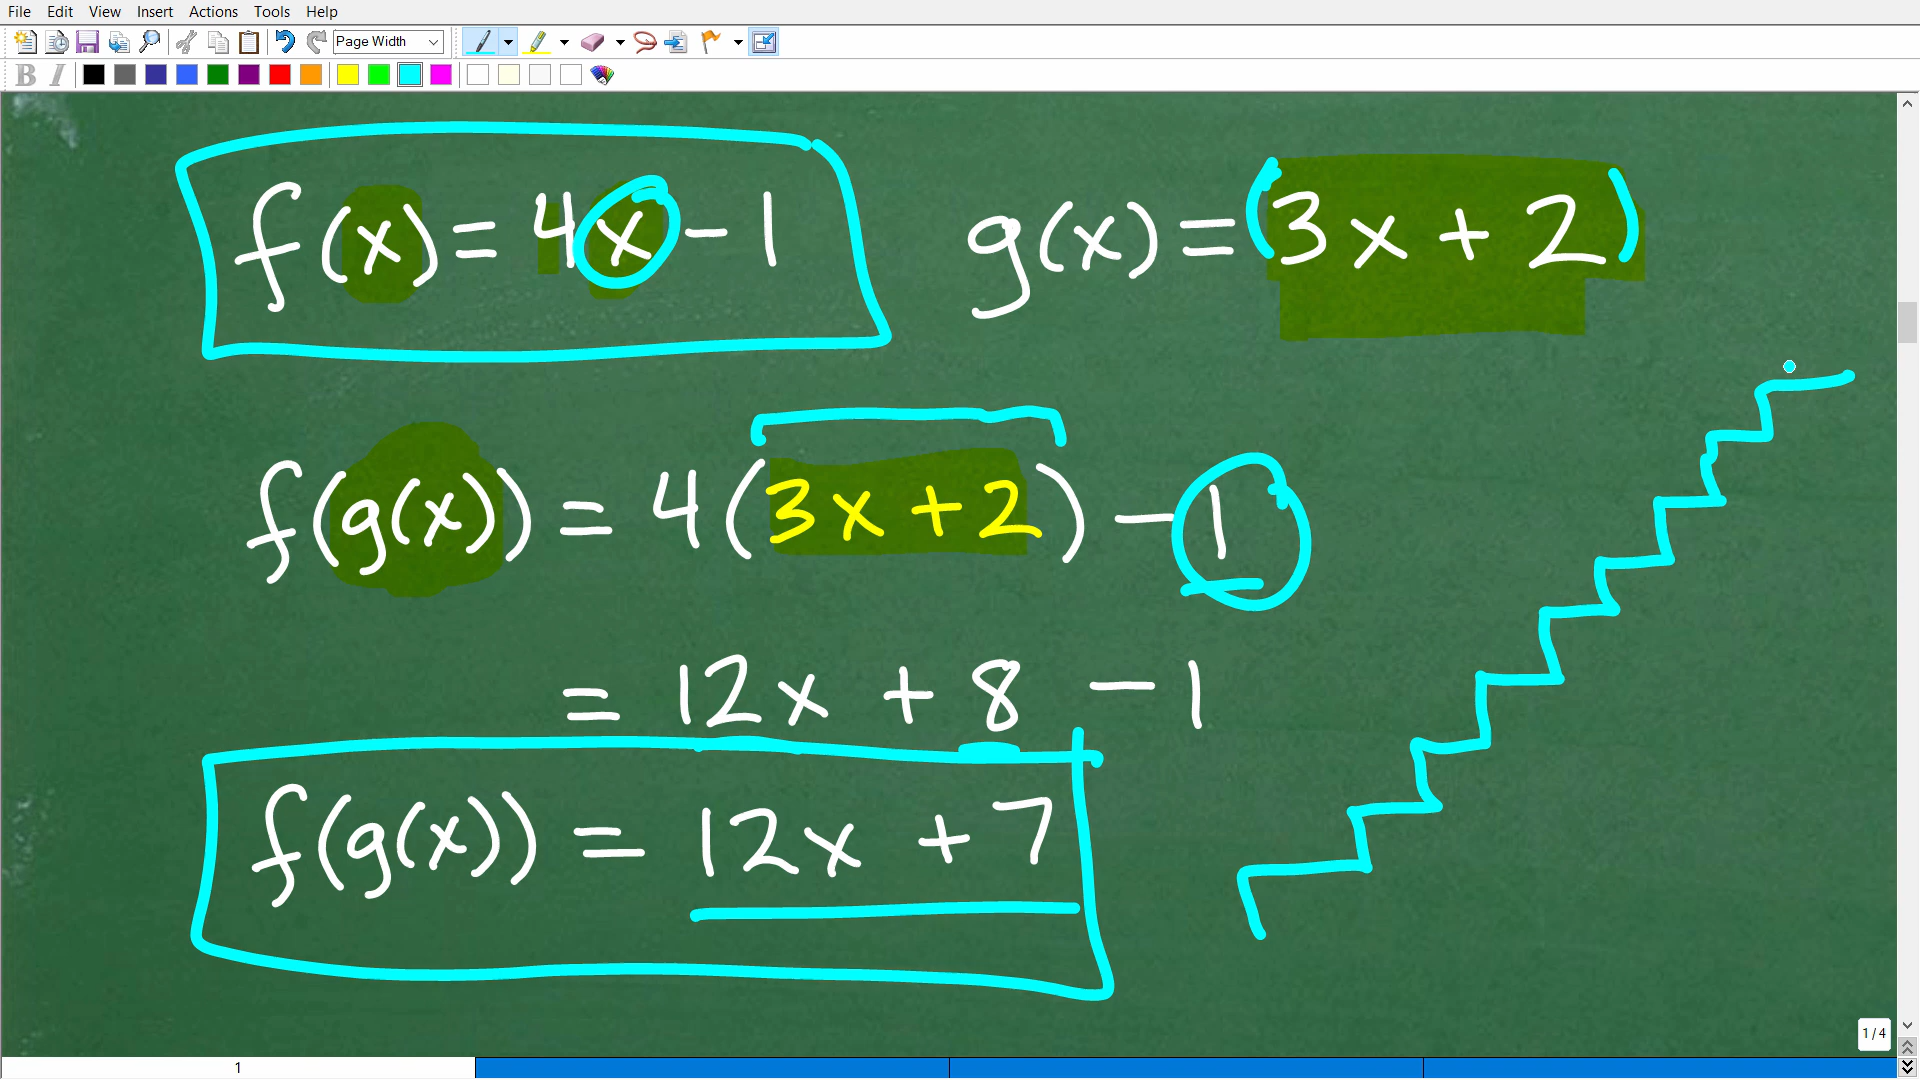 File Edit View Insert Actions Tools Help
Page Width
B I
f(x) = 4x - 1
g(x) = (3x + 2)
f(g(x)) = 4(3x + 2) - 1
= 12x + 8 - 1
f(g(x)) = 12x + 7
1 / 4
1